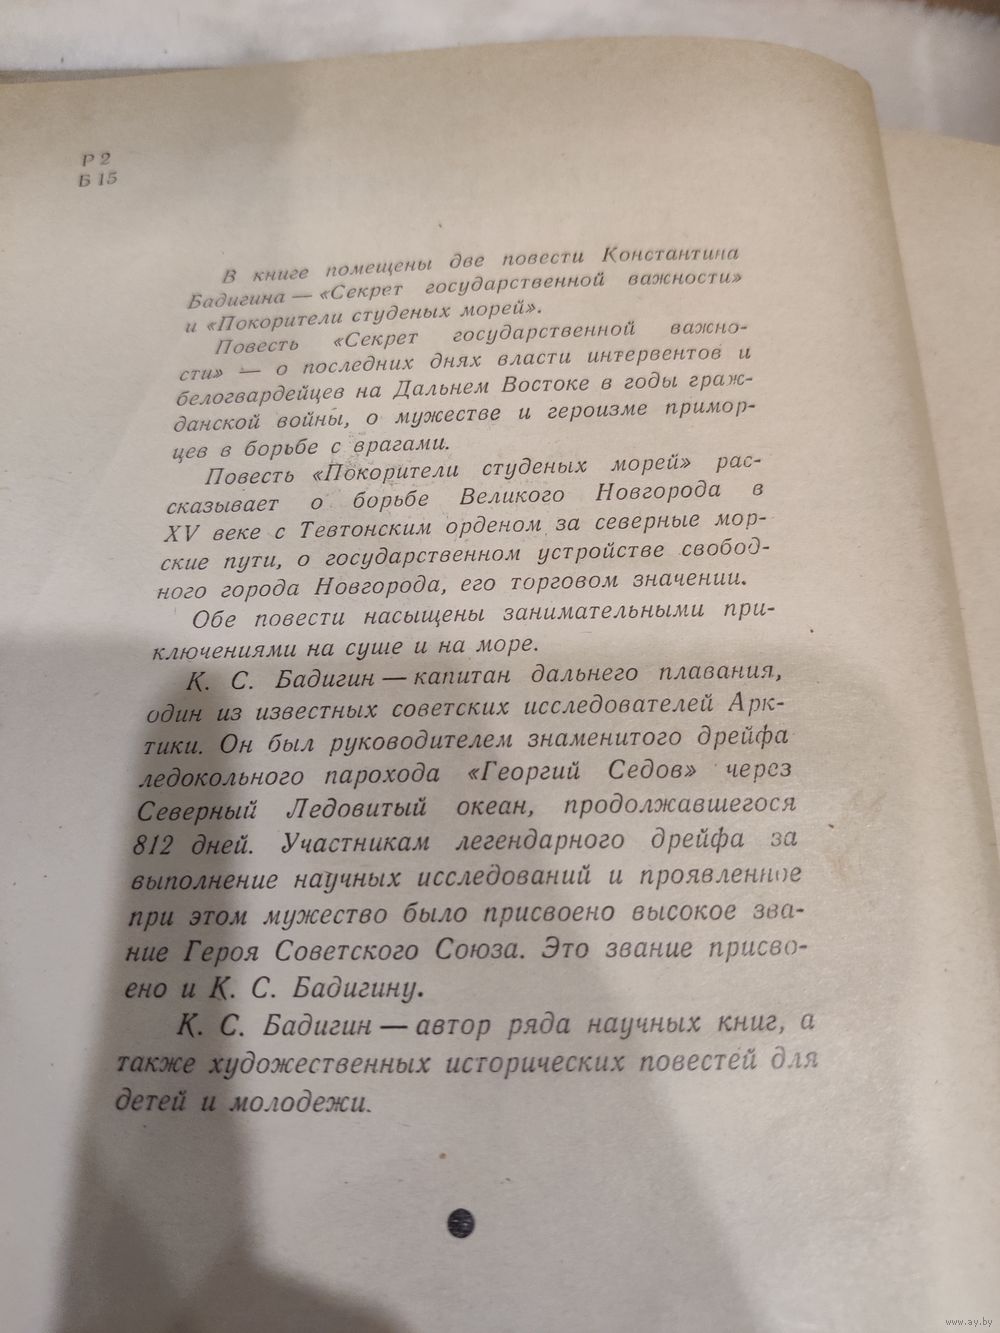 Р 2
Б 15
В книге помещены две повести Константина
Бадигина — «Секрет государственной важности»
и «Покорители студеных морей».
Повесть «Секрет государственной важно-
сти» — о последних днях власти интервентов и
белогвардейцев на Дальнем Востоке в годы граж-
данской войны, о мужестве и героизме примор-
цев в борьбе с врагами.
Повесть «Покорители студеных морей» рас-
сказывает о борьбе Великого Новгорода в
XV веке с Тевтонским орденом за северные мор-
ские пути, о государственном устройстве свобод-
ного города Новгорода, его торговом значении.
Обе повести насыщены занимательными при-
ключениями на суше и на море.
К. С. Бадигин — капитан дальнего плавания,
один из известных советских исследователей Арк-
тики. Он был руководителем знаменитого дрейфа
ледокольного парохода «Георгий Седов» через
Северный Ледовитый океан, продолжавшегося
812 дней. Участникам легендарного дрейфа за
выполнение научных исследований и проявленное
при этом мужество было присвоено высокое зва-
ние Героя Советского Союза. Это звание присво-
ено и К. С. Бадигину.
К. С. Бадигин — автор ряда научных книг, а
также художественных исторических повестей для
детей и молодежи.
www.ay.by